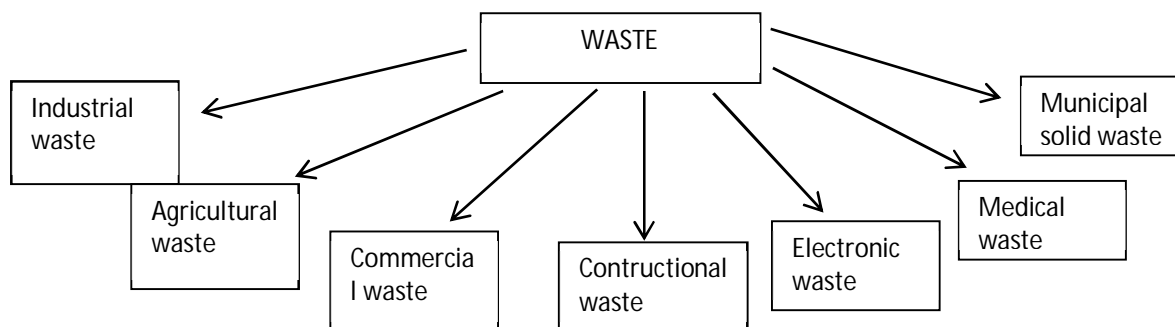 WASTE
Industrial
waste
Municipal
solid waste
Agricultural
waste
Medical
waste
Commercia
l waste
Contructional
waste
Electronic
waste